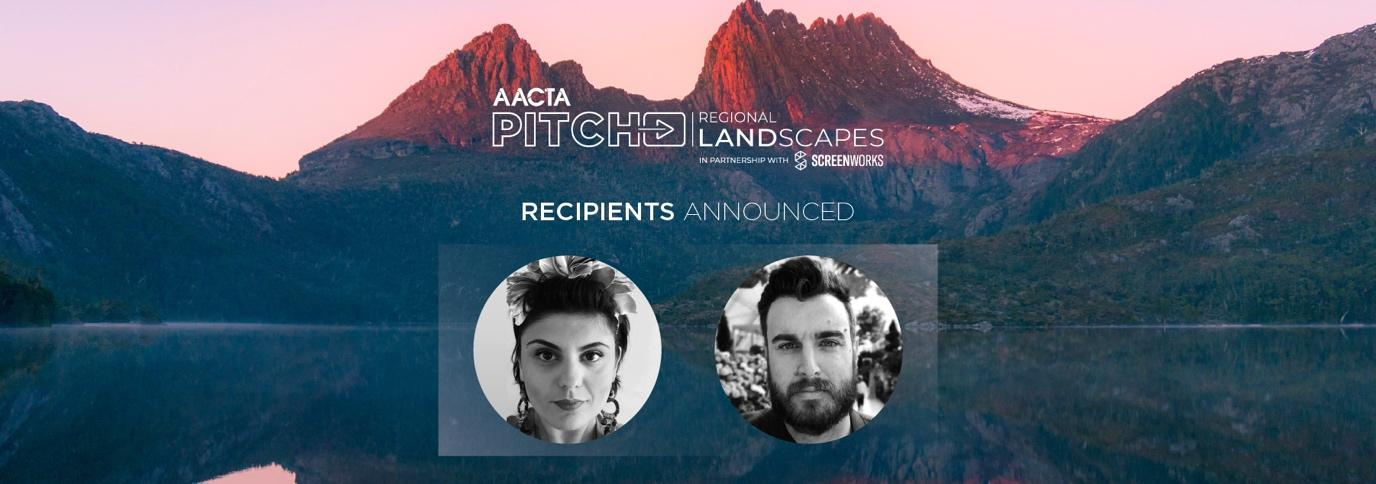 AACTA
PITCH
REGIONAL
LANDSCAPES
IN PARTNERSHIP WITH SCREENWORKS
RECIPIENTS ANNOUNCED